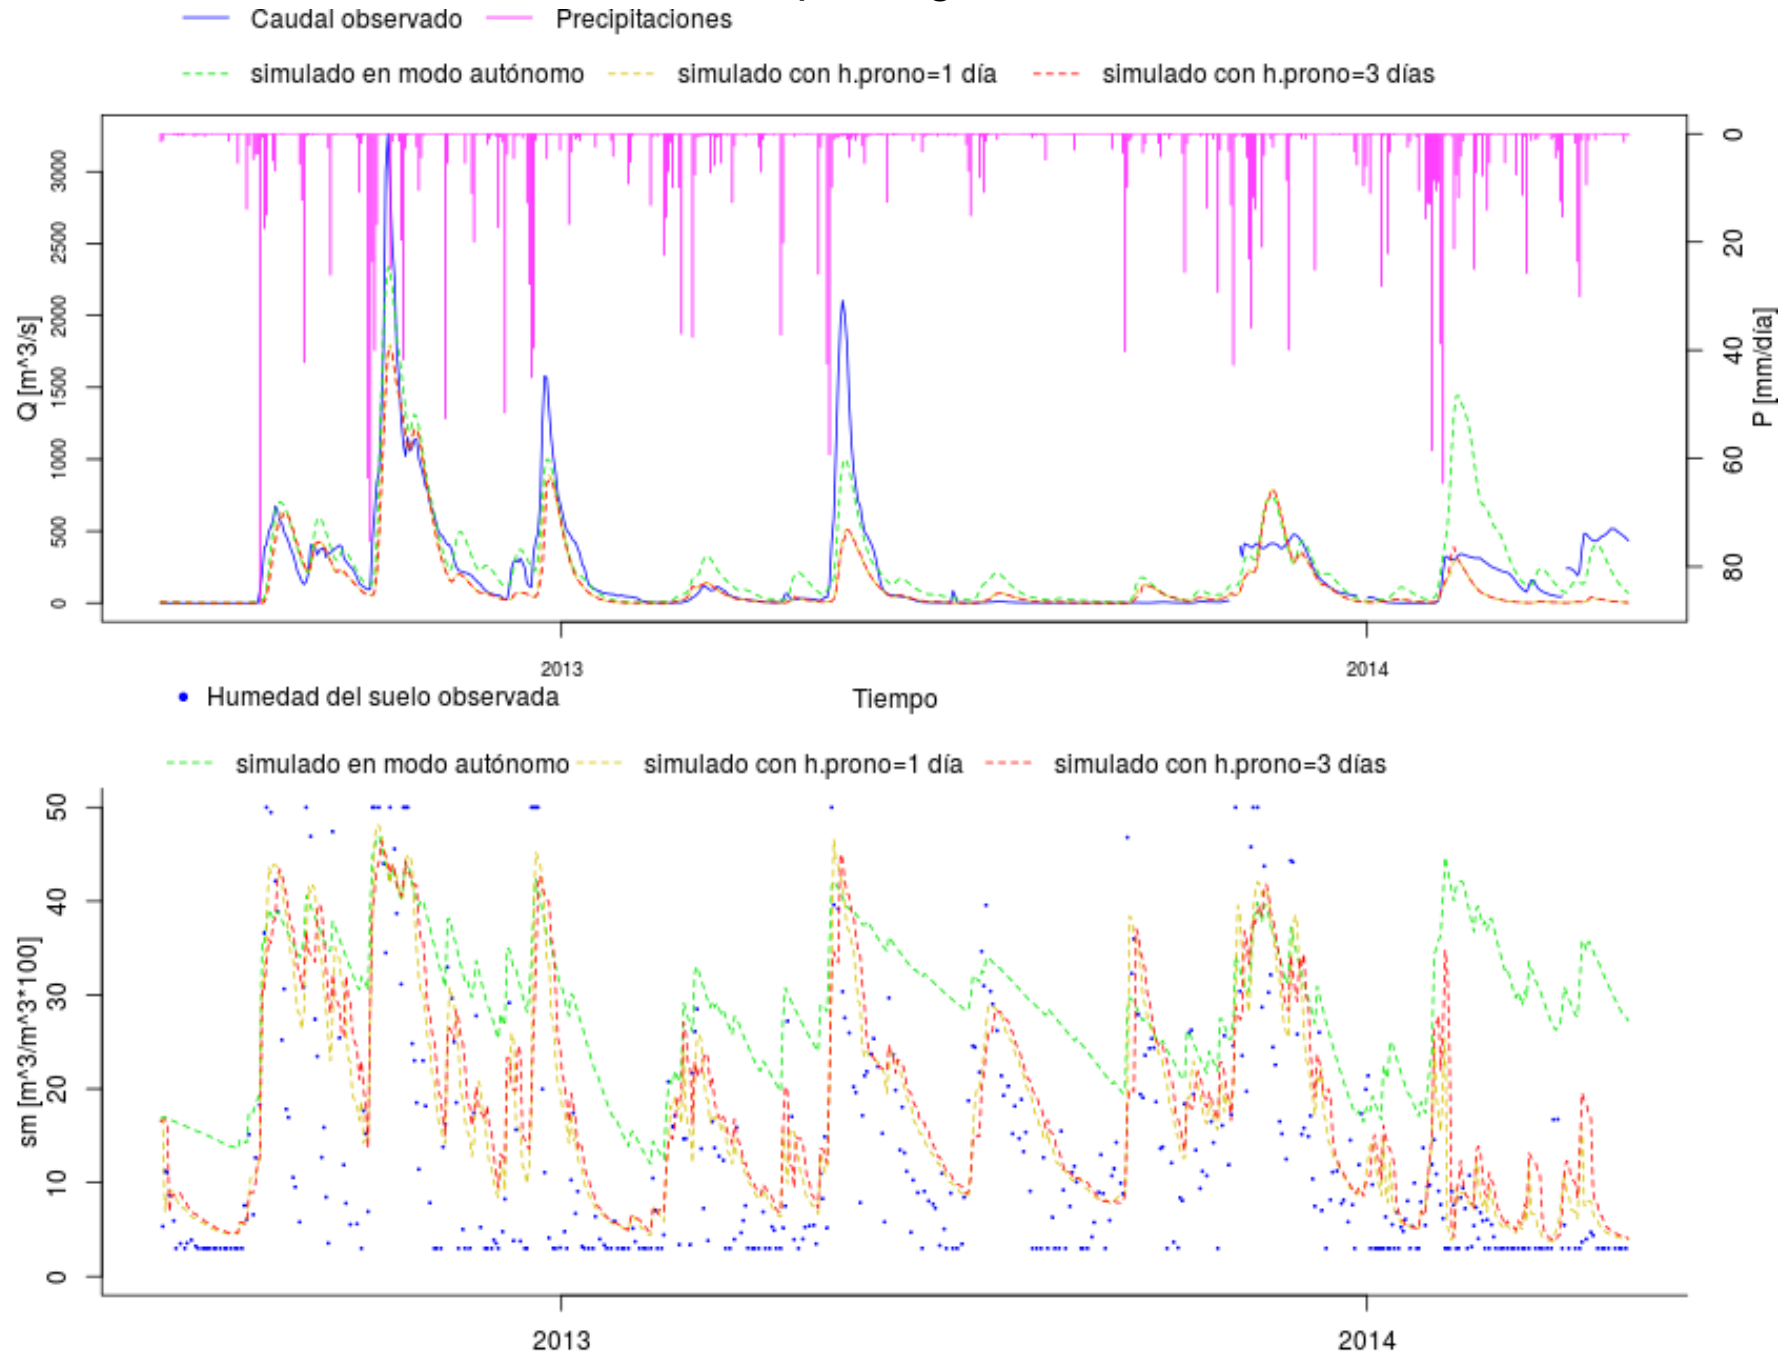 Caudal observado Precipitaciones
simulado en modo autónomo simulado con h.prono=1 día simulado con h.prono=3 días
Q [m^3/s]
0 500 1000 1500 2000 2500 3000
P [mm/día]
0 20 40 60 80
2013 2014
Tiempo
Humedad del suelo observada
simulado en modo autónomo simulado con h.prono=1 día simulado con h.prono=3 días
sm [m^3/m^3*100]
0 10 20 30 40 50
2013 2014